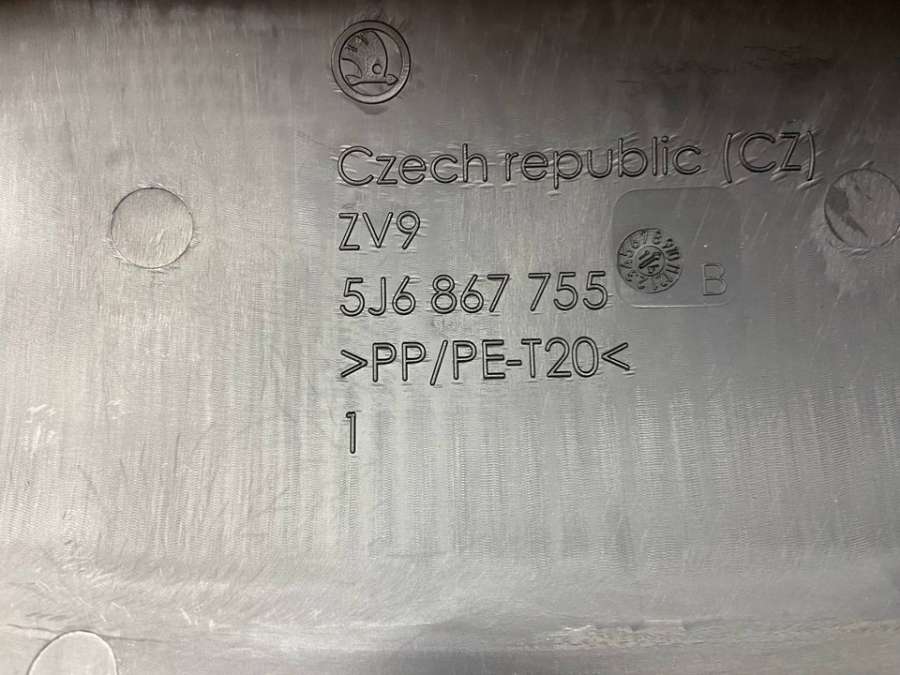 Czech republic (CZ)
ZV9
5J6 867 755 B
>PP/PE-T20<
1